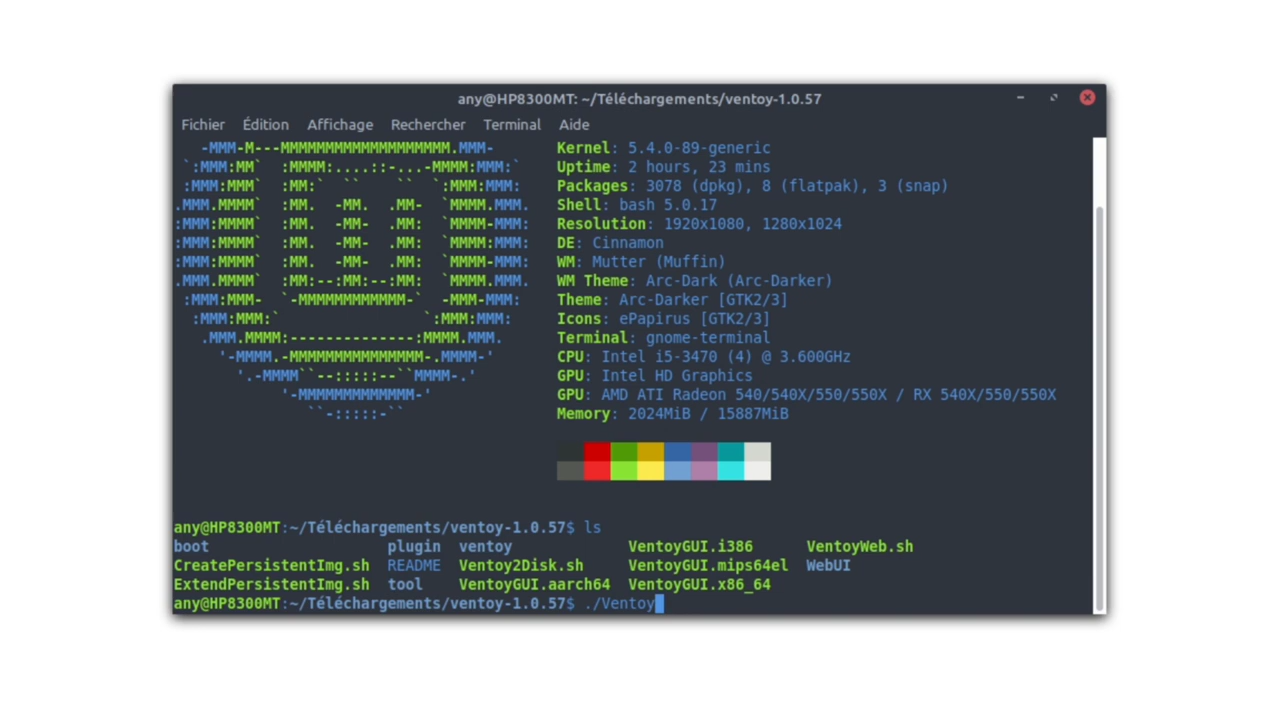 any@HP8300MT: ~/Téléchargements/ventoy-1.0.57
Fichier Édition Affichage Rechercher Terminal Aide
-MMM-M---MMMMMMMMMMMMMMMMMMM.MMM- Kernel: 5.4.0-89-generic
`:MMM:MM` :MMMM:....::-...-MMMM:MMM:` Uptime: 2 hours, 23 mins
:MMM:MMM` :MM:` `` `` `:MMM:MMM: Packages: 3078 (dpkg), 8 (flatpak), 3 (snap)
.MMM.MMMM` :MM. -MM. .MM- `MMMM.MMM. Shell: bash 5.0.17
:MMM:MMMM` :MM. -MM- .MM: `MMMM-MMM: Resolution: 1920x1080, 1280x1024
:MMM:MMMM` :MM. -MM- .MM: `MMMM:MMM: DE: Cinnamon
:MMM:MMMM` :MM. -MM- .MM: `MMMM-MMM: WM: Mutter (Muffin)
.MMM.MMMM` :MM:--:MM:--:MM: `MMMM.MMM. WM Theme: Arc-Dark (Arc-Darker)
:MMM:MMM- `-MMMMMMMMMMMM-` -MMM-MMM: Theme: Arc-Darker [GTK2/3]
:MMM:MMM:` `:MMM:MMM: Icons: ePapirus [GTK2/3]
.MMM.MMMM:--------------:MMMM.MMM. Terminal: gnome-terminal
'-MMMM.-MMMMMMMMMMMMMMM-.MMMM-' CPU: Intel i5-3470 (4) @ 3.600GHz
'.-MMMM``--:::::--``MMMM-.' GPU: Intel HD Graphics
'-MMMMMMMMMMMMM-' GPU: AMD ATI Radeon 540/540X/550/550X / RX 540X/550/550X
``-:::::-`` Memory: 2024MiB / 15887MiB
any@HP8300MT:~/Téléchargements/ventoy-1.0.57$ ls
boot plugin ventoy VentoyGUI.i386 VentoyWeb.sh
CreatePersistentImg.sh README Ventoy2Disk.sh VentoyGUI.mips64el WebUI
ExtendPersistentImg.sh tool VentoyGUI.aarch64 VentoyGUI.x86_64
any@HP8300MT:~/Téléchargements/ventoy-1.0.57$ ./Ventoy